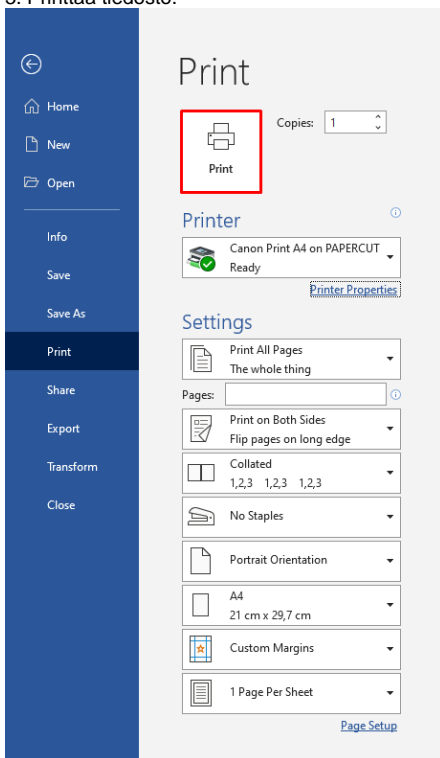 Print
Home
New
Open
Info
Save
Save As
Print
Share
Export
Transform
Close
Copies: 1
Print
Printer
Canon Print A4 on PAPERCUT
Ready
Printer Properties
Settings
Print All Pages
The whole thing
Pages:
Print on Both Sides
Flip pages on long edge
Collated
1,2,3 1,2,3 1,2,3
No Staples
Portrait Orientation
A4
21 cm x 29,7 cm
Custom Margins
1 Page Per Sheet
Page Setup